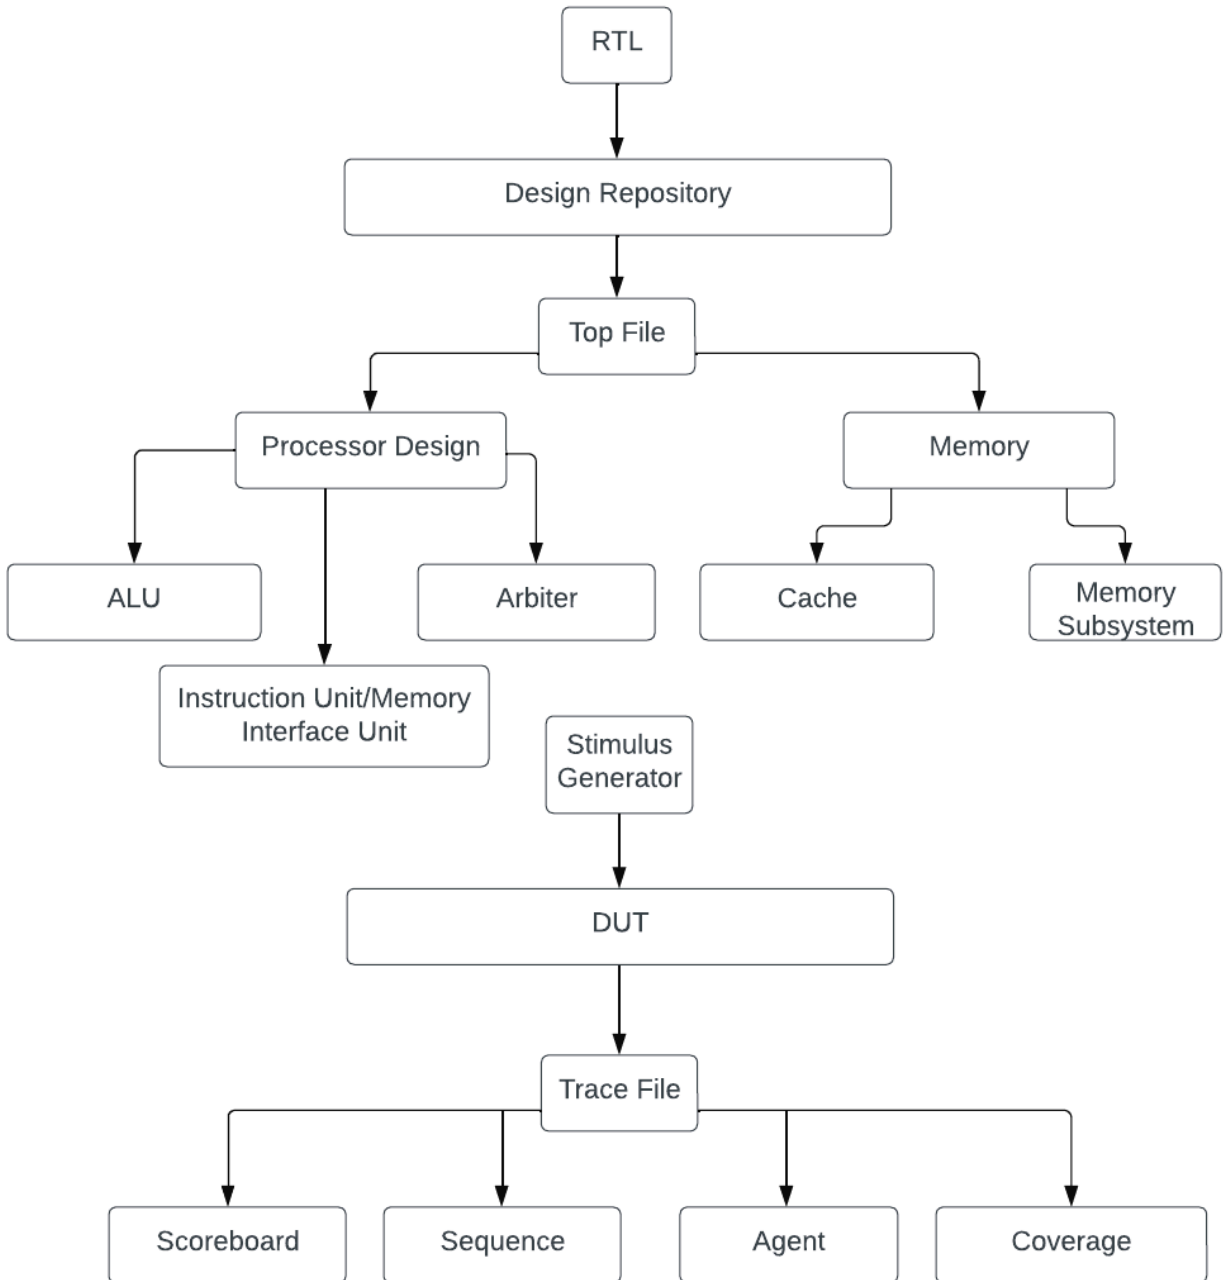 RTL
Design Repository
Top File
Processor Design
Memory
ALU
Arbiter
Cache
Memory
Subsystem
Instruction Unit/Memory
Interface Unit
Stimulus
Generator
DUT
Trace File
Scoreboard
Sequence
Agent
Coverage